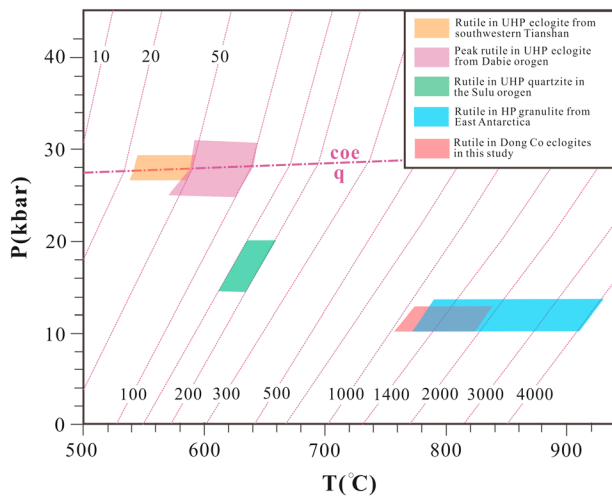 40
30
20
10
0
P(kbar)
10
20
50
Rutile in UHP eclogite from
southwestern Tianshan
Peak rutile in UHP eclogite
from Dabie orogen
Rutile in UHP quartzite in
the Sulu orogen
Rutile in HP granulite from
East Antarctica
Rutile in Dong Co eclogites
in this study
coe
q
100
200
300
500
1000
1400
2000
3000
4000
500
600
700
800
900
T(°C)